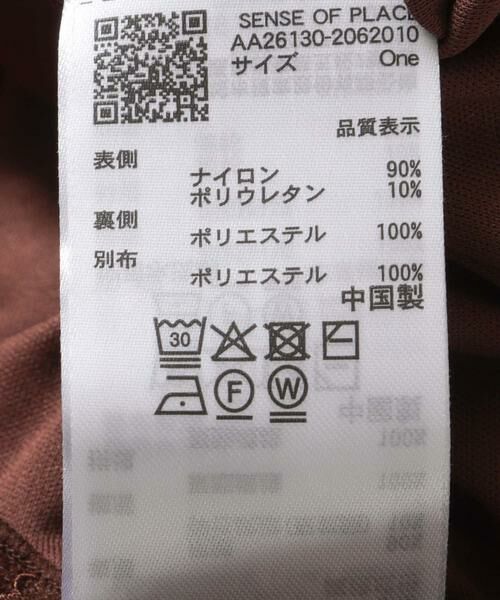 SENSE OF PLACE
AA26130-2062010
サイズ One
品質表示
表側
ナイロン 90%
ポリウレタン 10%
裏側
ポリエステル 100%
別布
ポリエステル 100%
中国製
30
F W